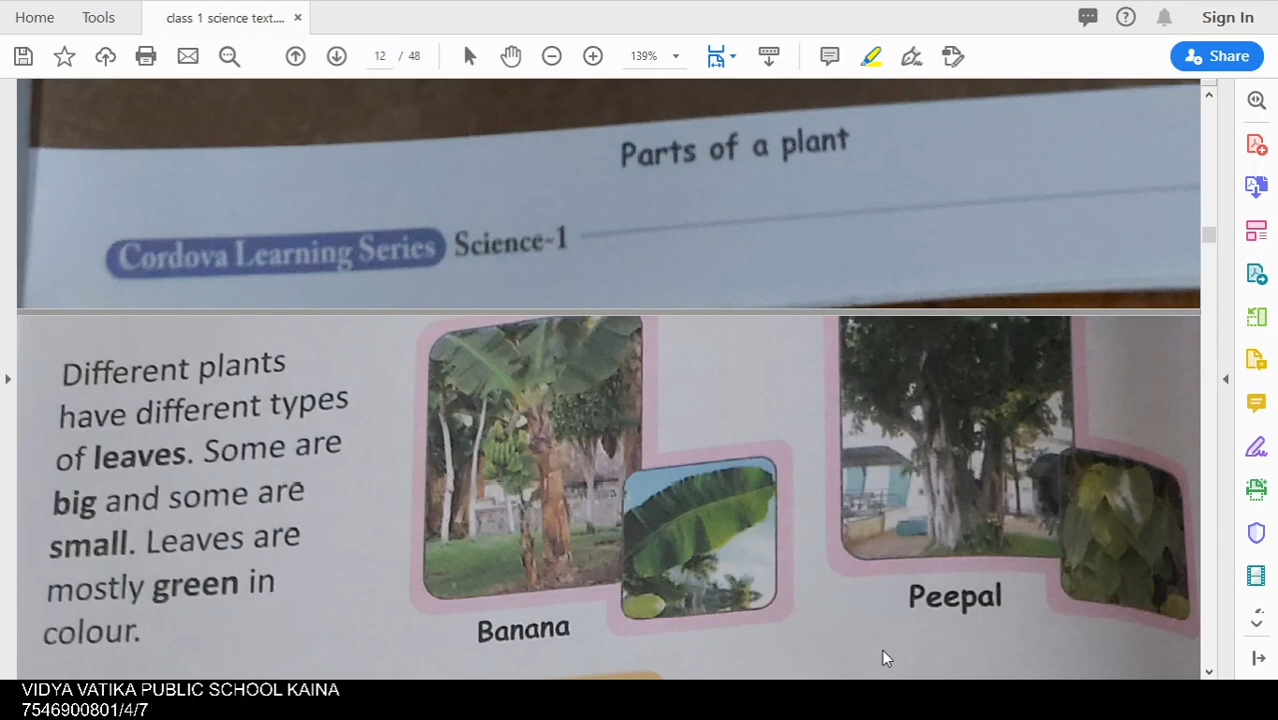 Home Tools class 1 science text.... × Sign In
12 / 48 139% Share
Parts of a plant
Cordova Learning Series Science-1
Different plants
have different types
of leaves. Some are
big and some are
small. Leaves are
mostly green in
colour.
Banana
Peepal
VIDYA VATIKA PUBLIC SCHOOL KAINA
7546900801/4/7